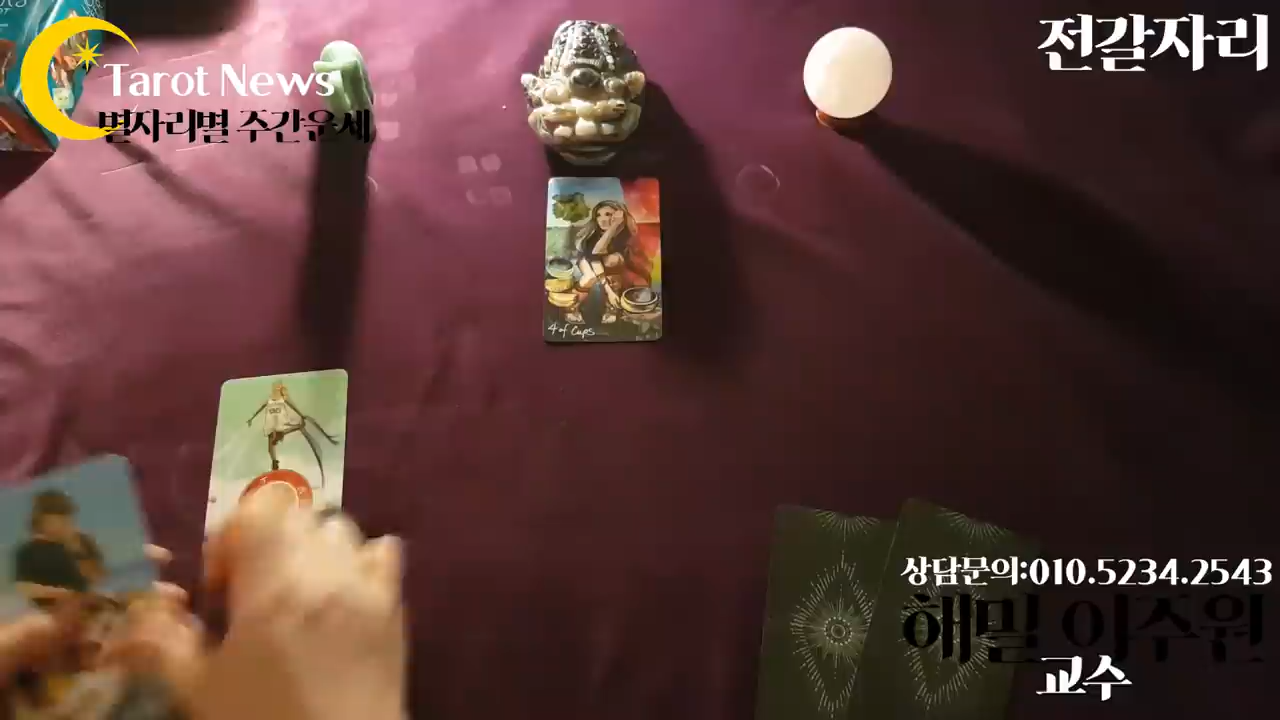 전갈자리
Tarot News
별자리별 주간운세
4 of Cups
상담문의:010.5234.2543
해밀 이주원
교수